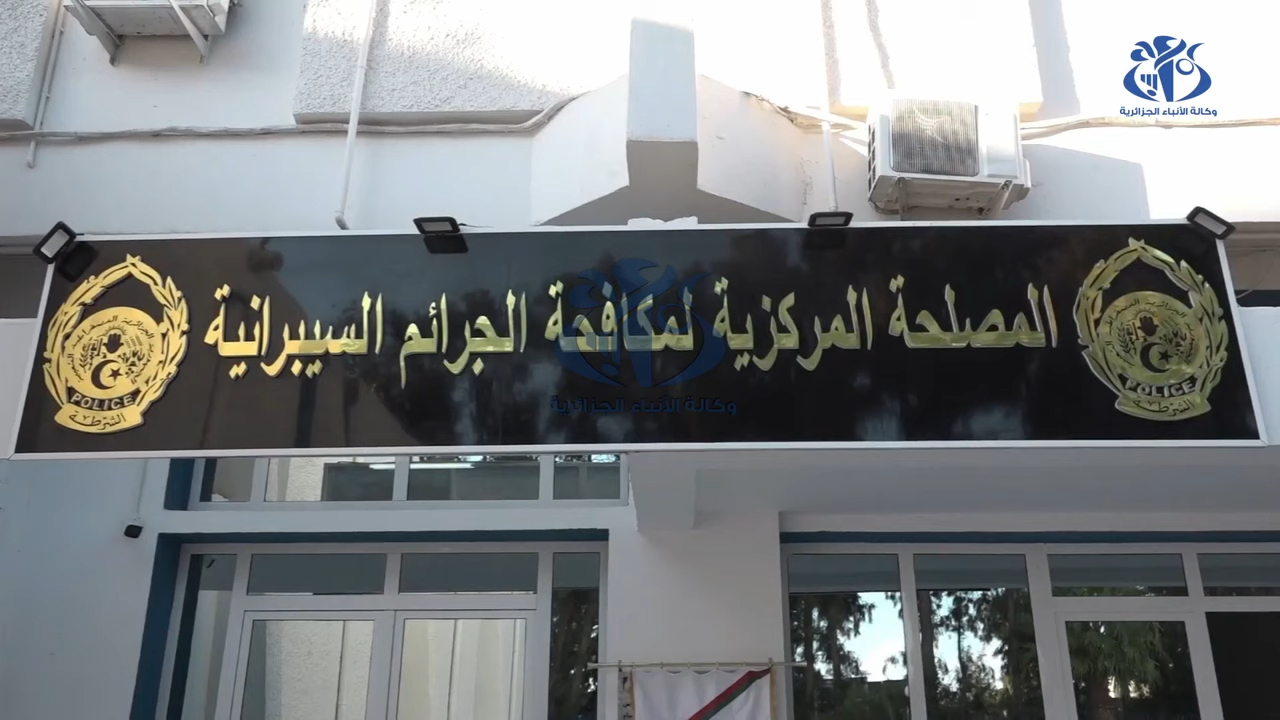 وكالة الأنباء الجزائرية
المصلحة المركزية لمكافحة الجرائم السيبرانية
POLICE
الشرطة
POLICE
الشرطة
وكالة الأنباء الجزائرية